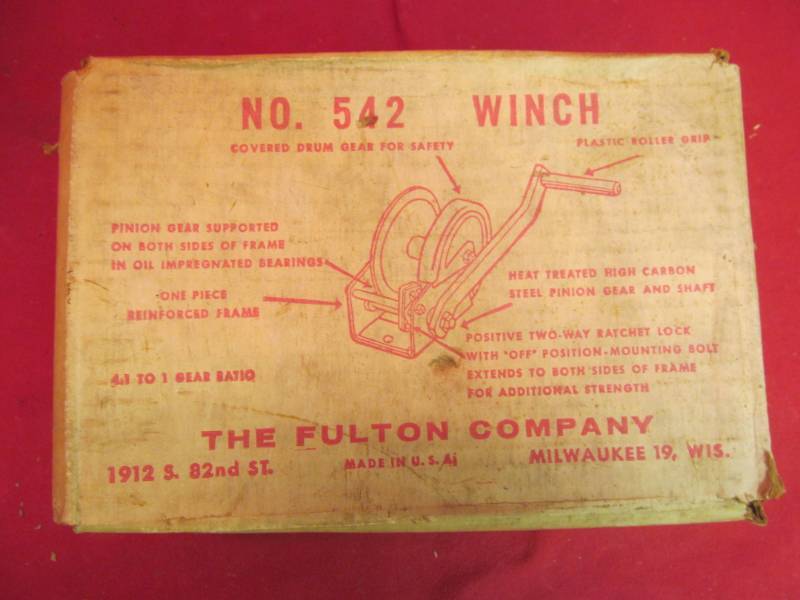 NO. 542 WINCH
COVERED DRUM GEAR FOR SAFETY
PLASTIC ROLLER GRIP
PINION GEAR SUPPORTED
ON BOTH SIDES OF FRAME
IN OIL IMPREGNATED BEARINGS
ONE PIECE
REINFORCED FRAME
HEAT TREATED HIGH CARBON
STEEL PINION GEAR AND SHAFT
POSITIVE TWO-WAY RATCHET LOCK
WITH "OFF" POSITION-MOUNTING BOLT
EXTENDS TO BOTH SIDES OF FRAME
FOR ADDITIONAL STRENGTH
4.1 TO 1 GEAR RATIO
THE FULTON COMPANY
1912 S. 82nd ST. MADE IN U.S.A. MILWAUKEE 19, WIS.